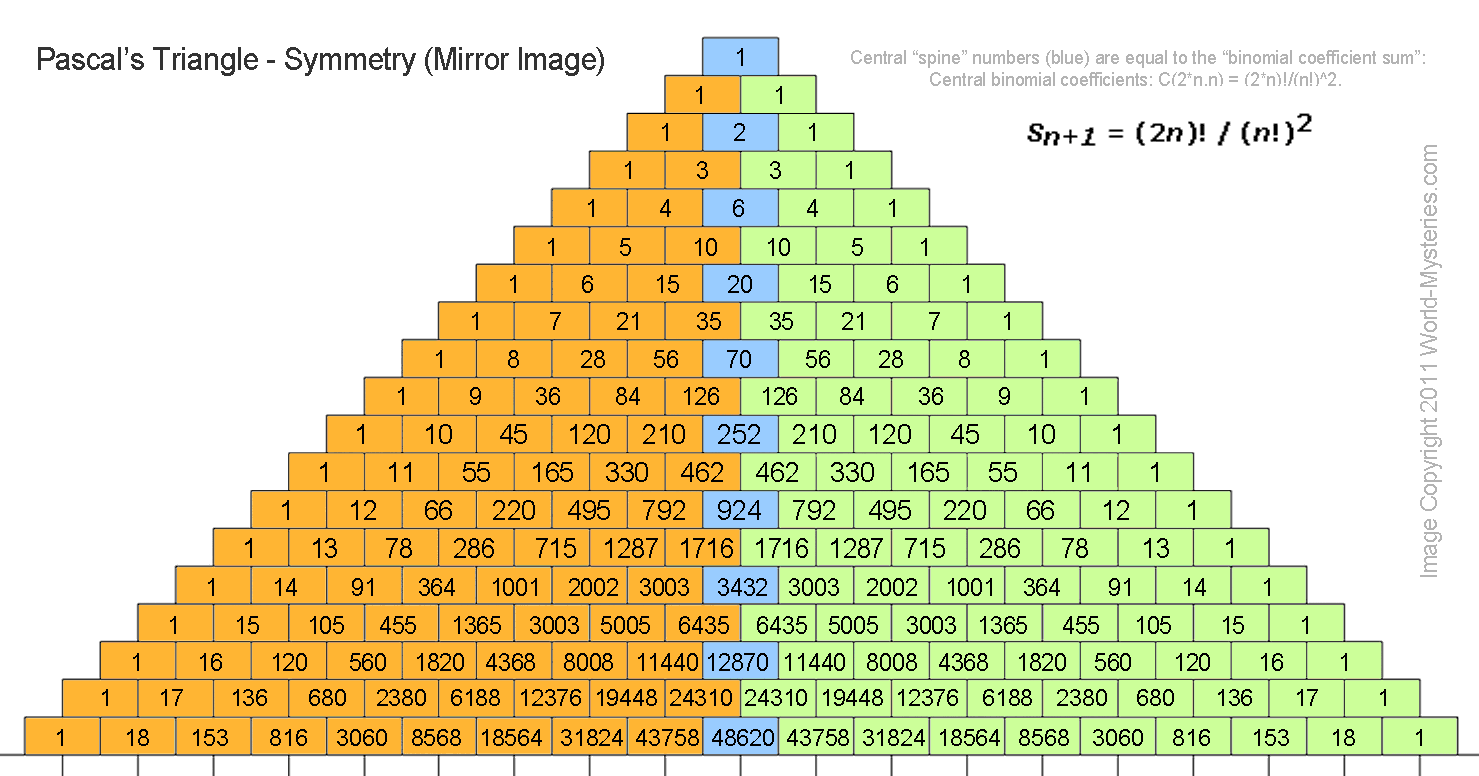 Pascal's Triangle - Symmetry (Mirror Image)
Central “spine” numbers (blue) are equal to the “binomial coefficient sum”:
Central binomial coefficients: C(2*n.n) = (2*n)!/(n!)^2.
Sn+1 = (2n)! / (n!)2
Image Copyright 2011 World-Mysteries.com
1
1 1
1 2 1
1 3 3 1
1 4 6 4 1
1 5 10 10 5 1
1 6 15 20 15 6 1
1 7 21 35 35 21 7 1
1 8 28 56 70 56 28 8 1
1 9 36 84 126 126 84 36 9 1
1 10 45 120 210 252 210 120 45 10 1
1 11 55 165 330 462 462 330 165 55 11 1
1 12 66 220 495 792 924 792 495 220 66 12 1
1 13 78 286 715 1287 1716 1716 1287 715 286 78 13 1
1 14 91 364 1001 2002 3003 3432 3003 2002 1001 364 91 14 1
1 15 105 455 1365 3003 5005 6435 6435 5005 3003 1365 455 105 15 1
1 16 120 560 1820 4368 8008 11440 12870 11440 8008 4368 1820 560 120 16 1
1 17 136 680 2380 6188 12376 19448 24310 24310 19448 12376 6188 2380 680 136 17 1
1 18 153 816 3060 8568 18564 31824 43758 48620 43758 31824 18564 8568 3060 816 153 18 1